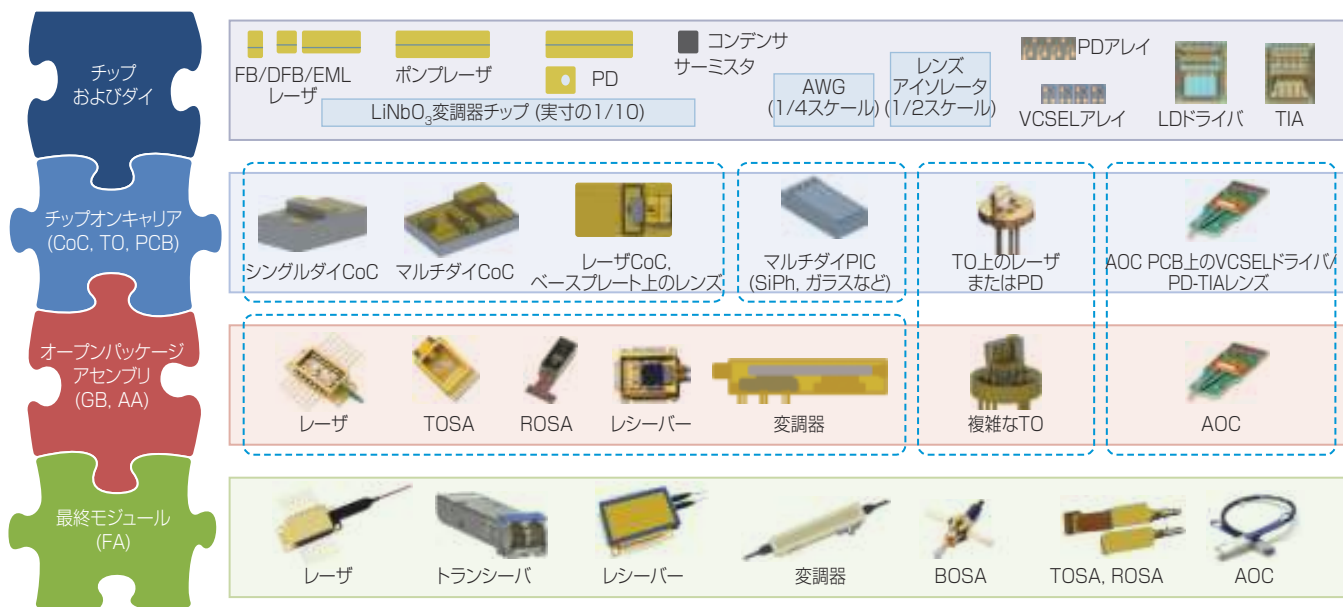 チップ
およびダイ
FB/DFB/EML
レーザ
ポンプレーザ
PD
コンデンサ
サーミスタ
LiNbO₃変調器チップ (実寸の1/10)
AWG
(1/4スケール)
レンズ
アイソレータ
(1/2スケール)
PDアレイ
VCSELアレイ
LDドライバ
TIA
チップオンキャリア
(CoC, TO, PCB)
シングルダイCoC
マルチダイCoC
レーザCoC,
ベースプレート上のレンズ
マルチダイPIC
(SiPh, ガラスなど)
TO上のレーザ
またはPD
AOC PCB上のVCSELドライバ/
PD-TIAレンズ
オープンパッケージ
アセンブリ
(GB, AA)
レーザ
TOSA
ROSA
レシーバー
変調器
複雑なTO
AOC
最終モジュール
(FA)
レーザ
トランシーバ
レシーバー
変調器
BOSA
TOSA, ROSA
AOC